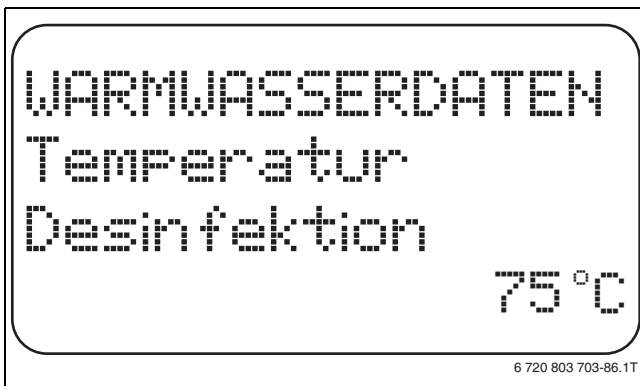 WARMWASSERDATEN
Temperatur
Desinfektion
75°C
6 720 803 703-86.1T